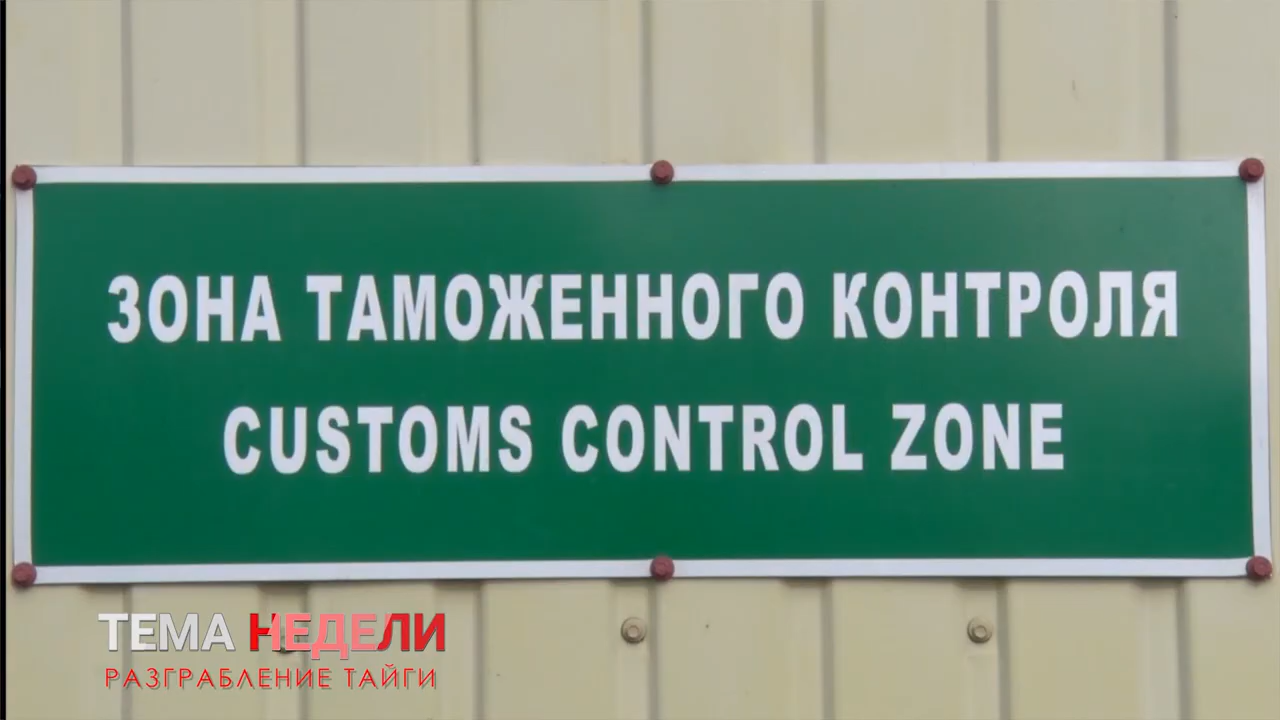 ЗОНА ТАМОЖЕННОГО КОНТРОЛЯ
CUSTOMS CONTROL ZONE
ТЕМА НЕДЕЛИ
РАЗГРАБЛЕНИЕ ТАЙГИ